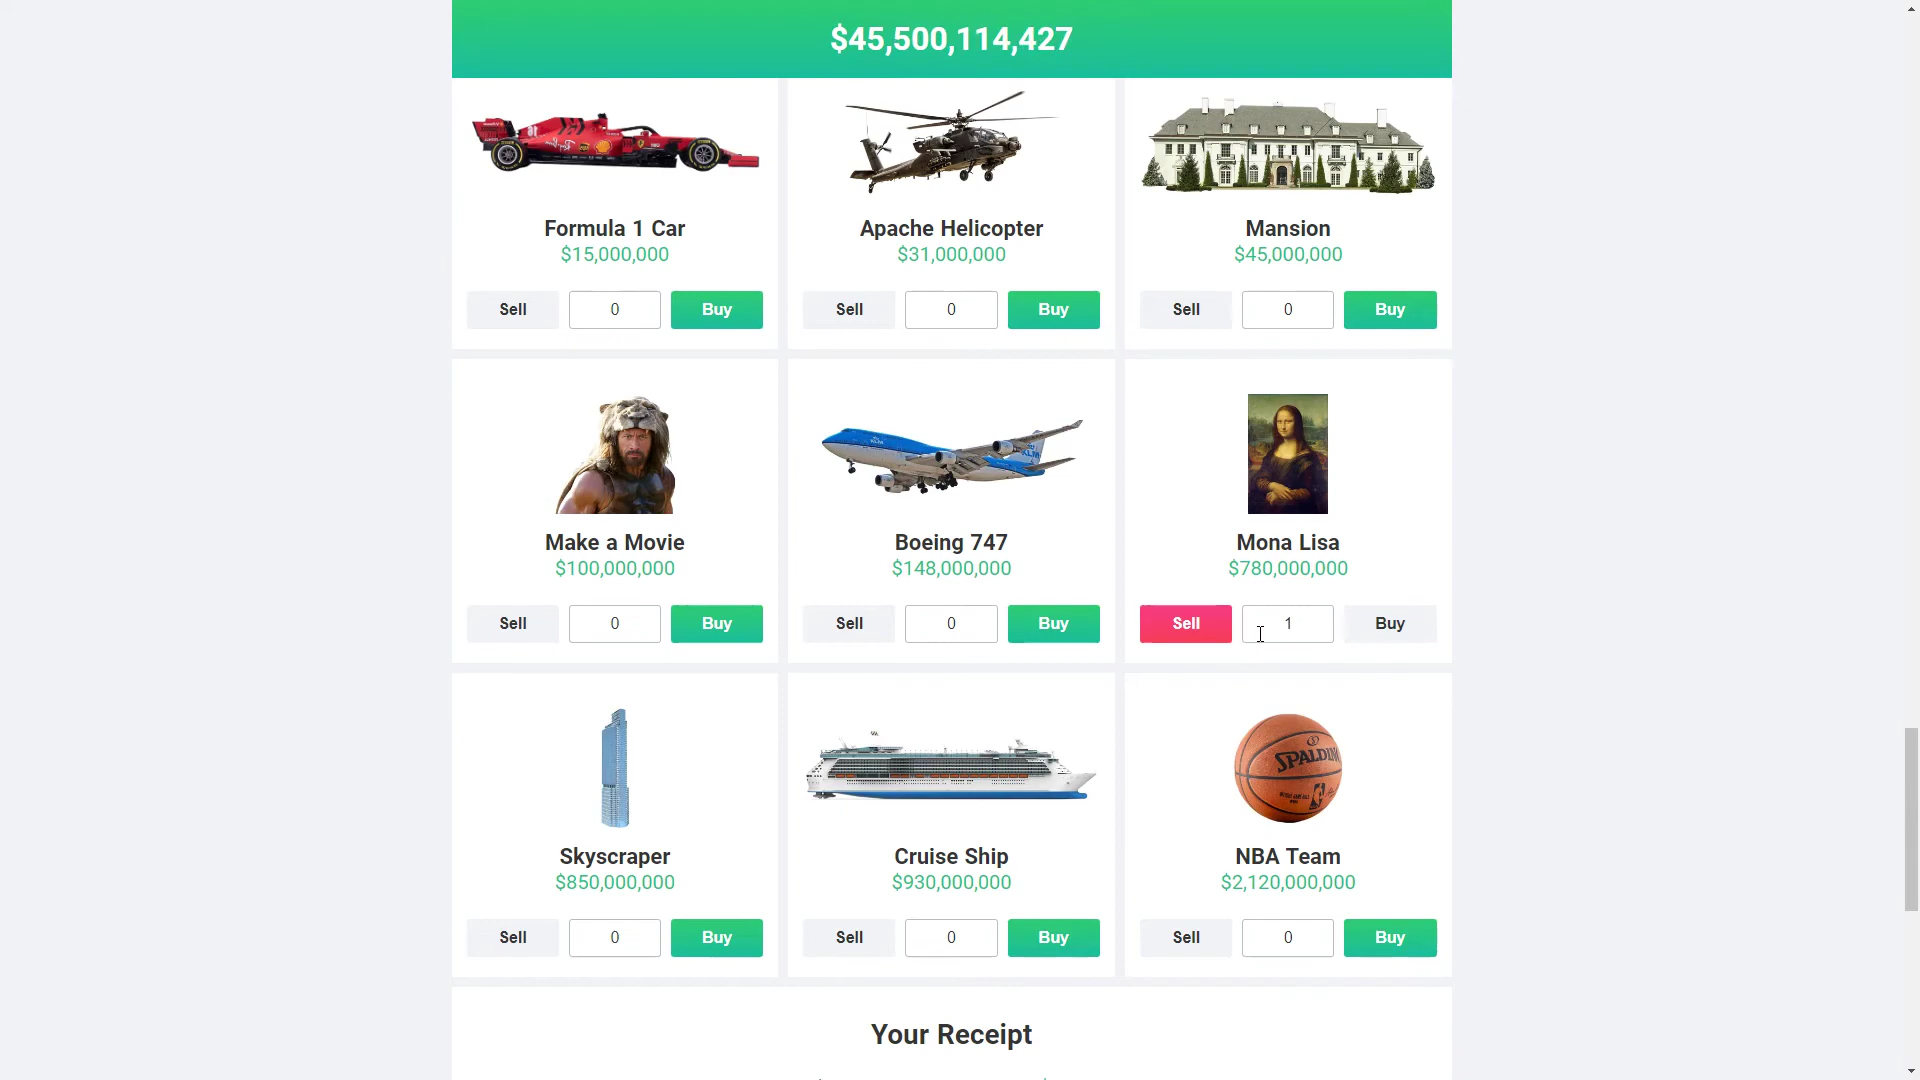 $45,500,114,427
Formula 1 Car
$15,000,000
Sell 0 Buy
Apache Helicopter
$31,000,000
Sell 0 Buy
Mansion
$45,000,000
Sell 0 Buy
Make a Movie
$100,000,000
Sell 0 Buy
KLM
KLM
Boeing 747
$148,000,000
Sell 0 Buy
Mona Lisa
$780,000,000
Sell 1 Buy
Skyscraper
$850,000,000
Sell 0 Buy
Cruise Ship
$930,000,000
Sell 0 Buy
SPALDING
NBA Team
$2,120,000,000
Sell 0 Buy
Your Receipt